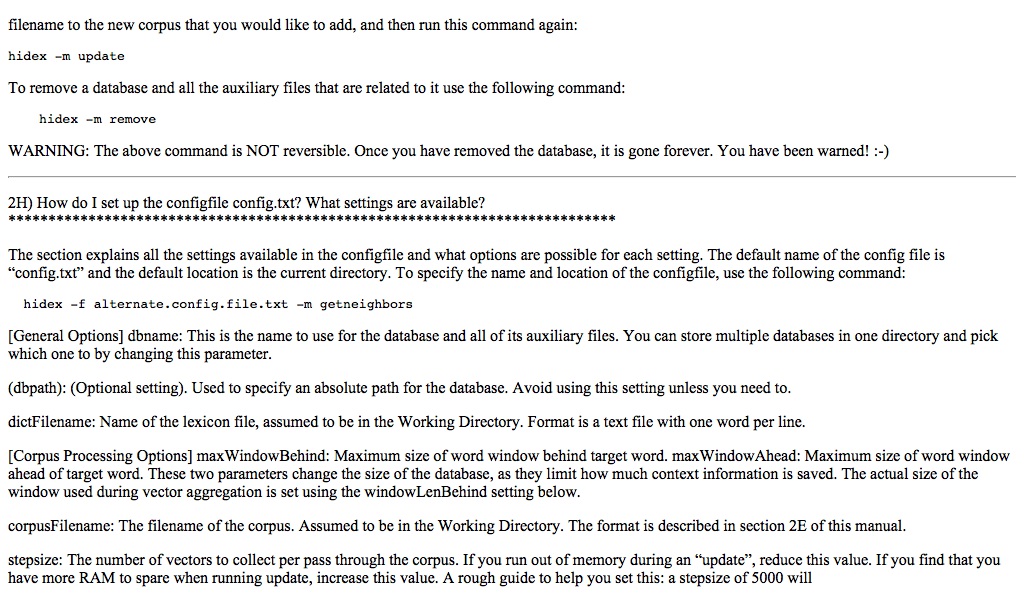 filename to the new corpus that you would like to add, and then run this command again:
hidex -m update
To remove a database and all the auxiliary files that are related to it use the following command:
hidex -m remove
WARNING: The above command is NOT reversible. Once you have removed the database, it is gone forever. You have been warned! :-)
2H) How do I set up the configfile config.txt? What settings are available?
****************************************************************************
The section explains all the settings available in the configfile and what options are possible for each setting. The default name of the config file is
“config.txt” and the default location is the current directory. To specify the name and location of the configfile, use the following command:
hidex -f alternate.config.file.txt -m getneighbors
[General Options] dbname: This is the name to use for the database and all of its auxiliary files. You can store multiple databases in one directory and pick
which one to by changing this parameter.
(dbpath): (Optional setting). Used to specify an absolute path for the database. Avoid using this setting unless you need to.
dictFilename: Name of the lexicon file, assumed to be in the Working Directory. Format is a text file with one word per line.
[Corpus Processing Options] maxWindowBehind: Maximum size of word window behind target word. maxWindowAhead: Maximum size of word window
ahead of target word. These two parameters change the size of the database, as they limit how much context information is saved. The actual size of the
window used during vector aggregation is set using the windowLenBehind setting below.
corpusFilename: The filename of the corpus. Assumed to be in the Working Directory. The format is described in section 2E of this manual.
stepsize: The number of vectors to collect per pass through the corpus. If you run out of memory during an “update”, reduce this value. If you find that you
have more RAM to spare when running update, increase this value. A rough guide to help you set this: a stepsize of 5000 will